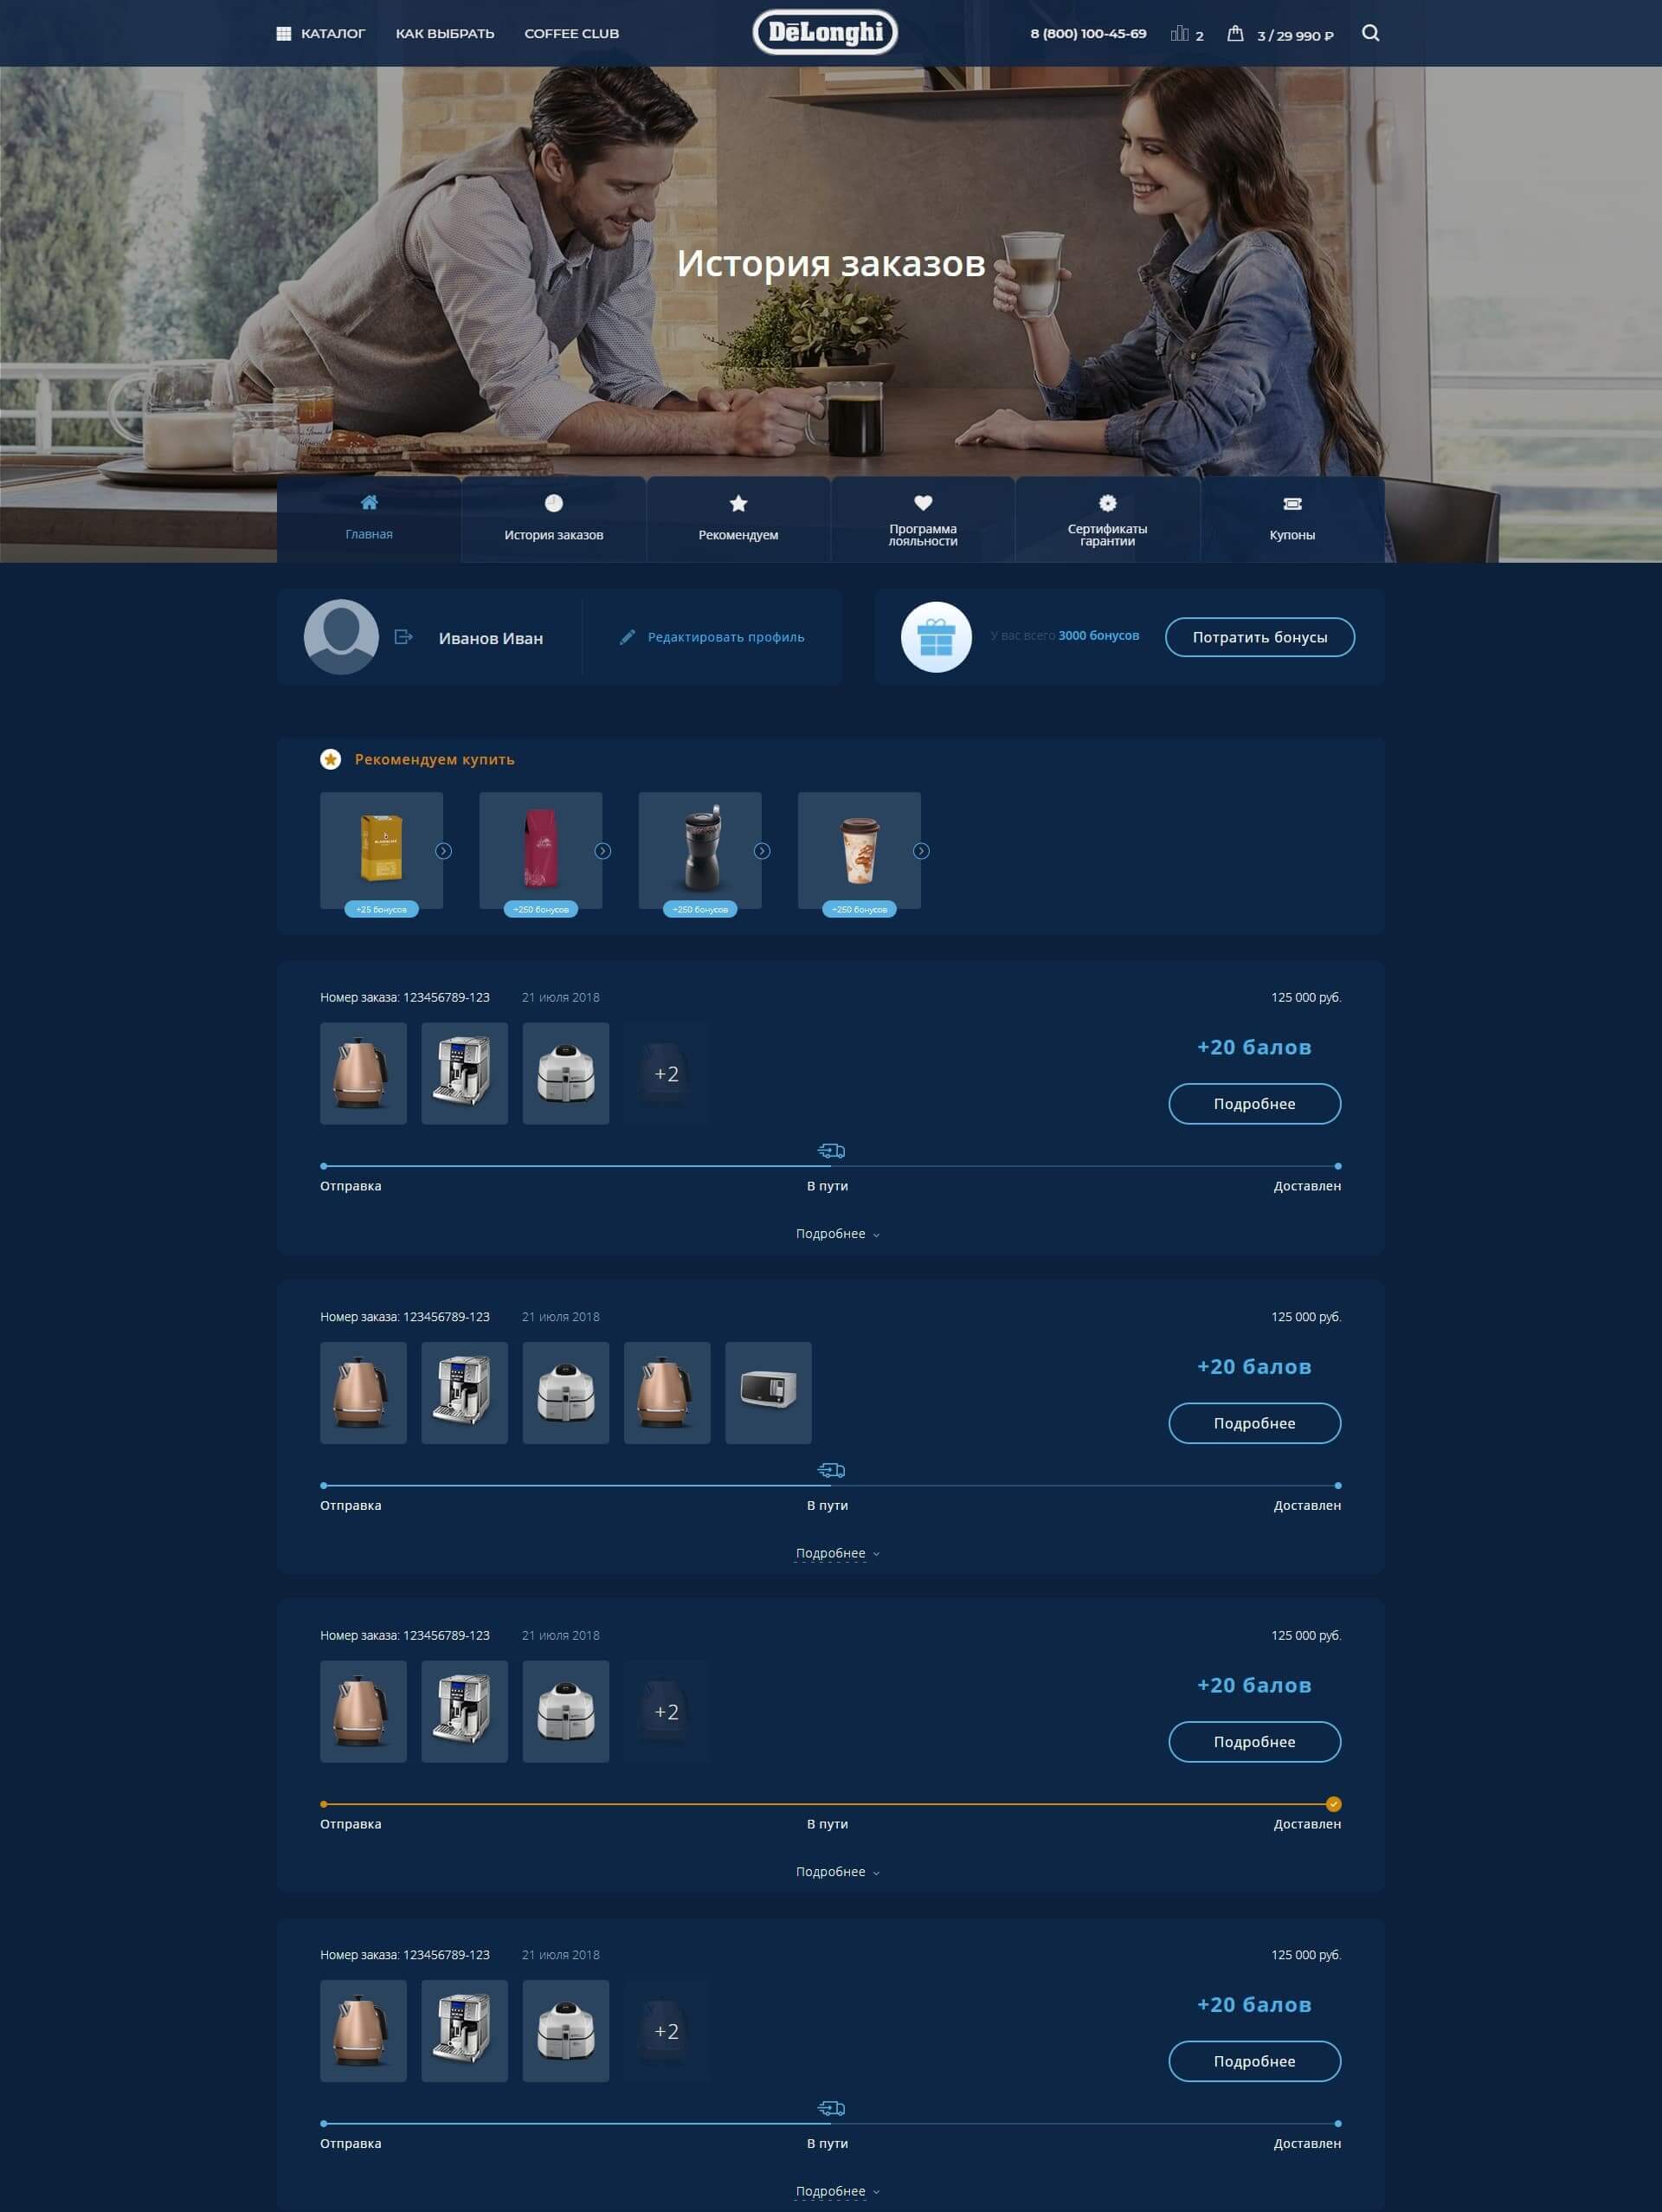 КАТАЛОГ КАК ВЫБРАТЬ COFFEE CLUB DēLonghi 8 (800) 100-45-69 2 3 / 29 990 ₽
История заказов
Главная
История заказов
Рекомендуем
Программа
лояльности
Сертификаты
гарантии
Купоны
Иванов Иван
Редактировать профиль
У вас всего 3000 бонусов
Потратить бонусы
Рекомендуем купить
+25 бонусов
+250 бонусов
+250 бонусов
+250 бонусов
Номер заказа: 123456789-123 21 июля 2018 125 000 руб.
+2
+20 балов
Подробнее
Отправка В пути Доставлен
Подробнее
Номер заказа: 123456789-123 21 июля 2018 125 000 руб.
+20 балов
Подробнее
Отправка В пути Доставлен
Подробнее
Номер заказа: 123456789-123 21 июля 2018 125 000 руб.
+2
+20 балов
Подробнее
Отправка В пути Доставлен
Подробнее
Номер заказа: 123456789-123 21 июля 2018 125 000 руб.
+2
+20 балов
Подробнее
Отправка В пути Доставлен
Подробнее